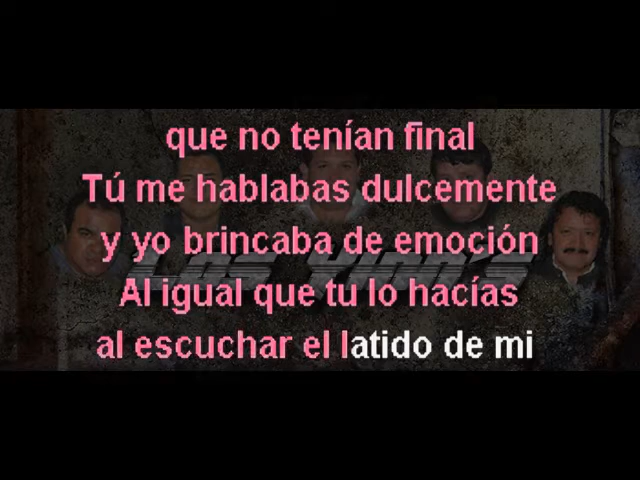 que no tenían final
Tú me hablabas dulcemente
y yo brincaba de emoción
Al igual que tu lo hacías
al escuchar el latido de mi